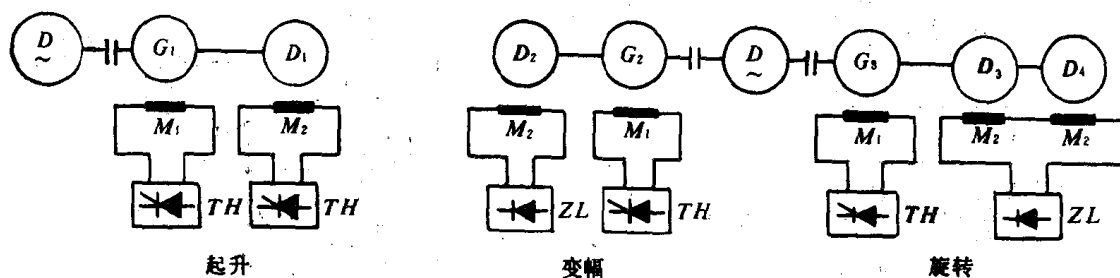 D ~ G₁ D₁ D₂ G₂ D ~ G₃ D₃ D₄
M₁ M₂ M₂ M₁ M₁ M₂ M₂
TH TH ZL TH TH ZL
起升 变幅 旋转